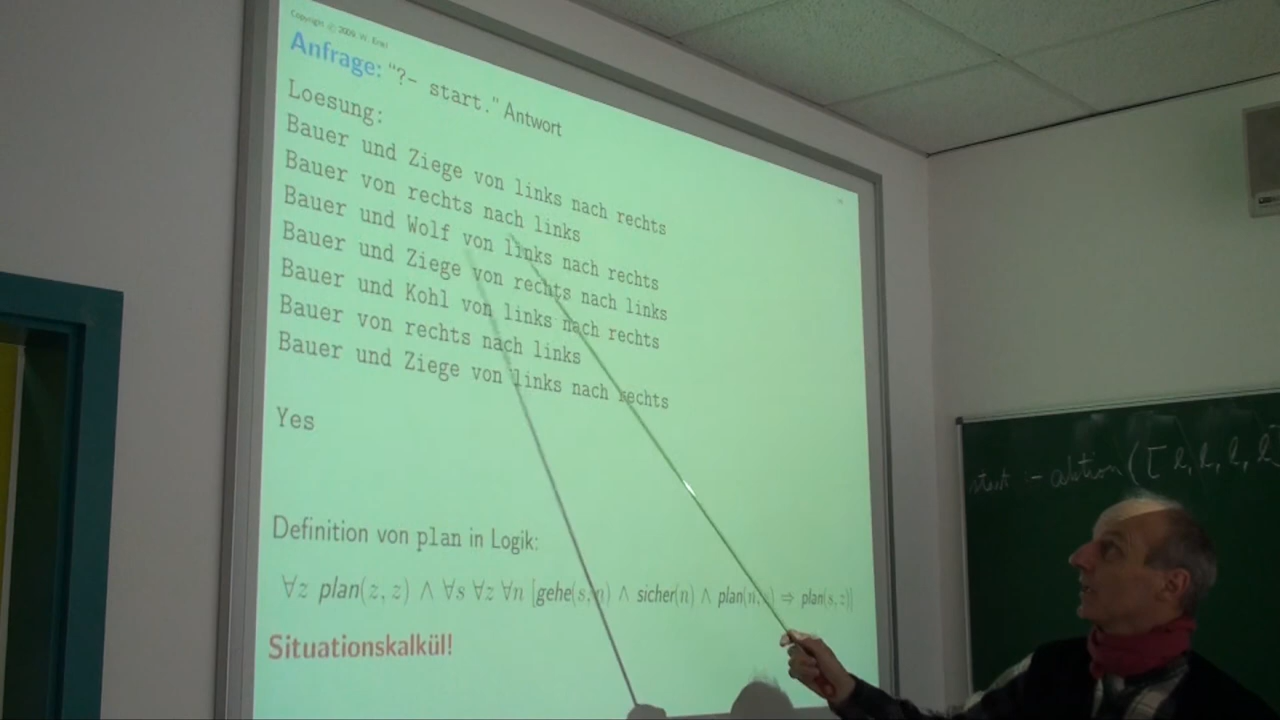 Copyright © 2009 W. Ertel
Anfrage: "?- start." Antwort
Loesung:
Bauer und Ziege von links nach rechts
Bauer von rechts nach links
Bauer und Wolf von links nach rechts
Bauer und Ziege von rechts nach links
Bauer und Kohl von links nach rechts
Bauer von rechts nach links
Bauer und Ziege von links nach rechts
Yes
Definition von plan in Logik:
∀z plan(z, z) ∧ ∀s ∀z ∀n [gehe(s, n) ∧ sicher(n) ∧ plan(n, z) ⇒ plan(s, z)]
Situationskalkül!
start :- aktion([l, l, l, l]